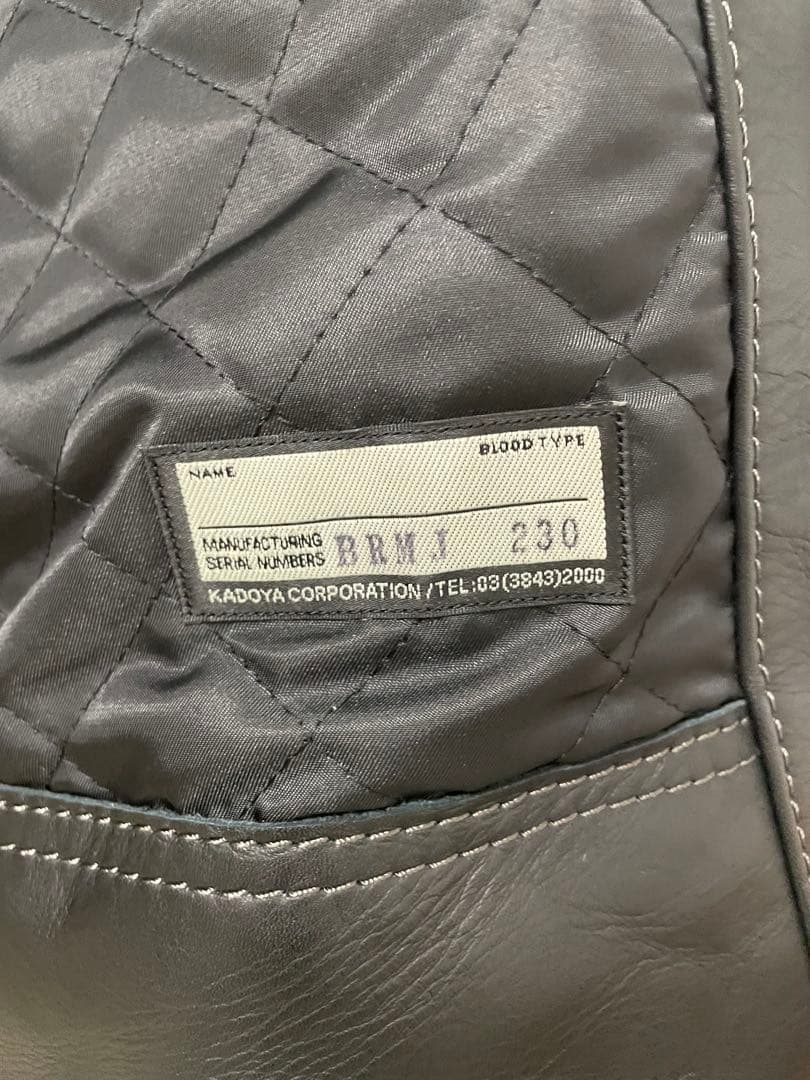 NAME BLOOD TYPE
MANUFACTURING
SERIAL NUMBERS BRMJ 230
KADOYA CORPORATION / TEL:03(3843)2000